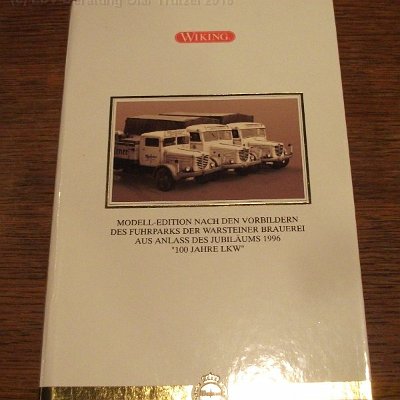 WIKING
MODELL-EDITION NACH DEN VORBILDERN
DES FUHRPARKS DER WARSTEINER BRAUEREI
AUS ANLASS DES JUBILÄUMS 1996
"100 JAHRE LKW"